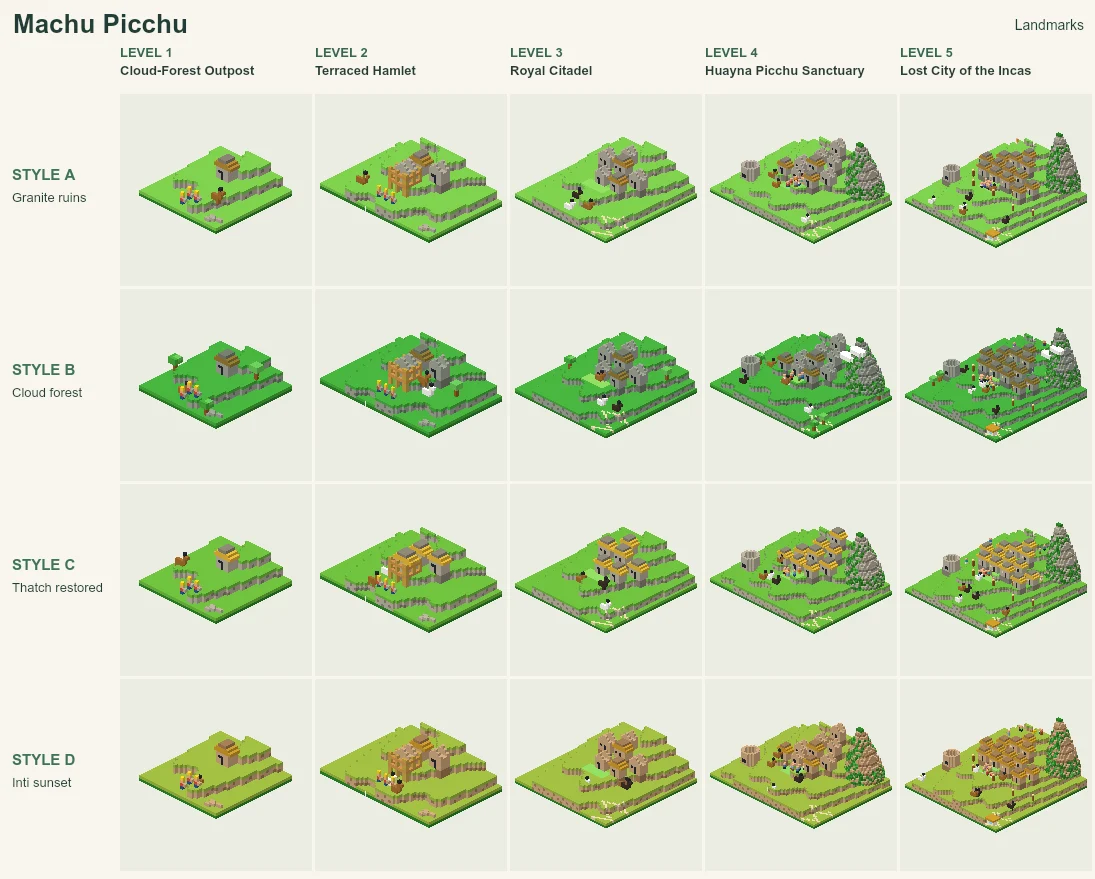 Machu Picchu
Landmarks
LEVEL 1
Cloud-Forest Outpost
LEVEL 2
Terraced Hamlet
LEVEL 3
Royal Citadel
LEVEL 4
Huayna Picchu Sanctuary
LEVEL 5
Lost City of the Incas
STYLE A
Granite ruins
STYLE B
Cloud forest
STYLE C
Thatch restored
STYLE D
Inti sunset